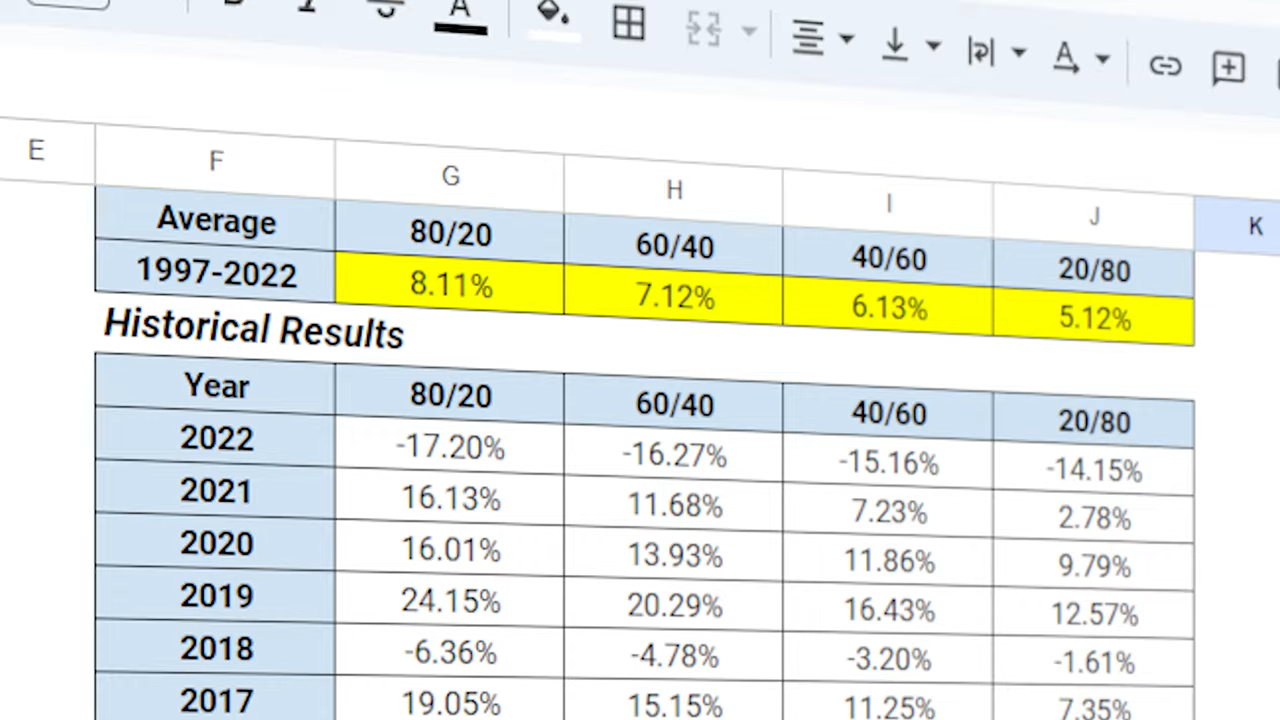 E F G H I J K
Average 80/20 60/40 40/60 20/80
1997-2022 8.11% 7.12% 6.13% 5.12%
Historical Results
Year 80/20 60/40 40/60 20/80
2022 -17.20% -16.27% -15.16% -14.15%
2021 16.13% 11.68% 7.23% 2.78%
2020 16.01% 13.93% 11.86% 9.79%
2019 24.15% 20.29% 16.43% 12.57%
2018 -6.36% -4.78% -3.20% -1.61%
2017 19.05% 15.15% 11.25% 7.35%